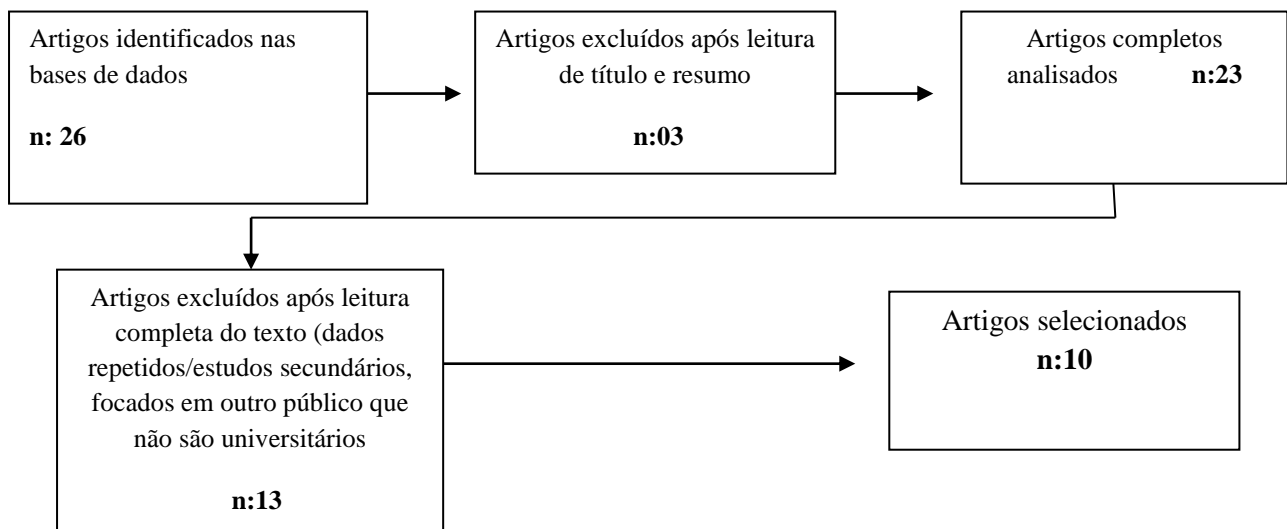 Artigos identificados nas
bases de dados
n: 26
Artigos excluídos após leitura
de título e resumo
n:03
Artigos completos
analisados n:23
Artigos excluídos após leitura
completa do texto (dados
repetidos/estudos secundários,
focados em outro público que
não são universitários
n:13
Artigos selecionados
n:10